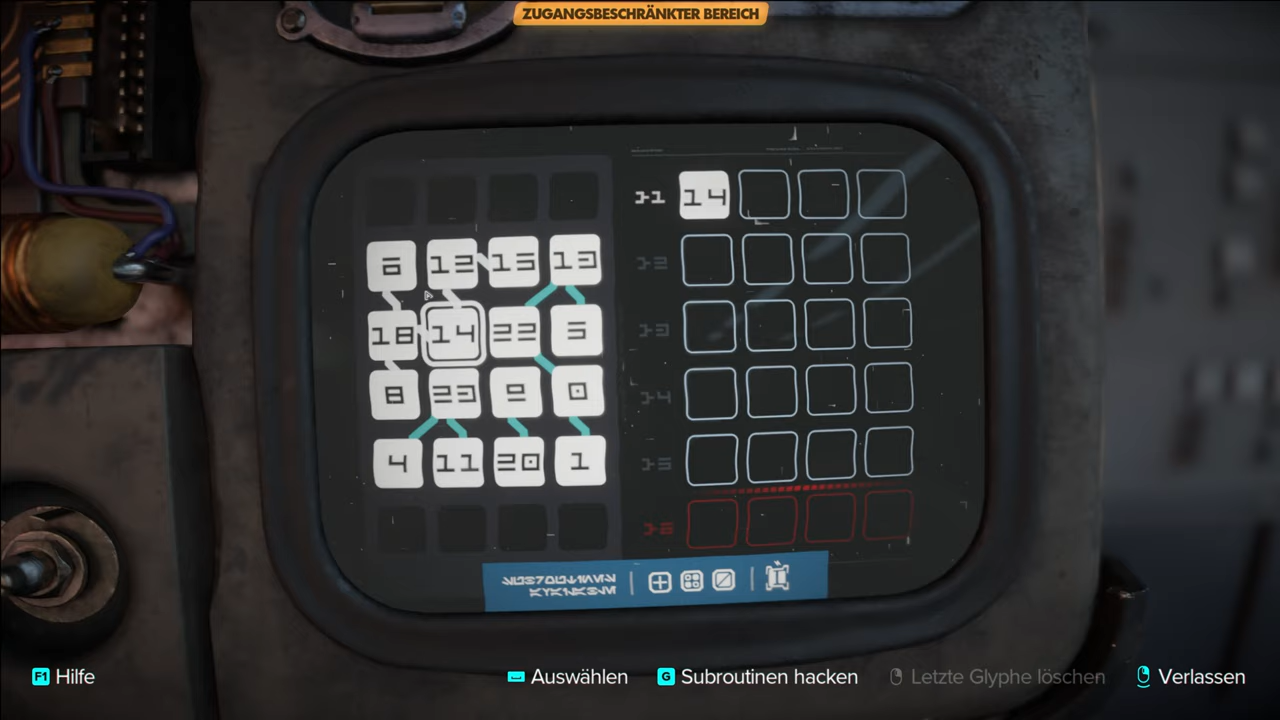 ZUGANGSBESCHRÄNKTER BEREICH
14
6 12 15 13
18 14 22 5
8 23 9 0
4 11 20 1
F1 Hilfe
Auswählen
G Subroutinen hacken
Letzte Glyphe löschen
Verlassen